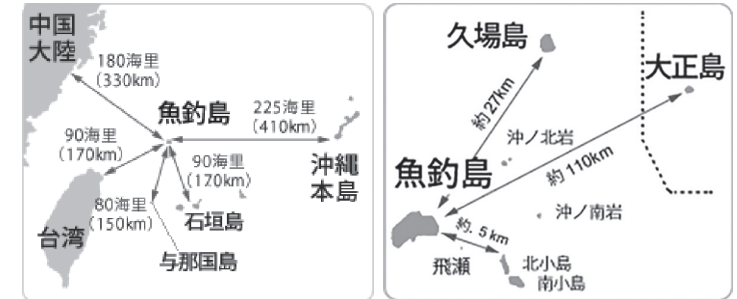 中国
大陸
180海里
(330km)
魚釣島
225海里
(410km)
90海里
(170km)
90海里
(170km)
沖縄
本島
80海里
(150km)
石垣島
台湾
与那国島
久場島
大正島
約27km
沖ノ北岩
約110km
魚釣島
沖ノ南岩
約.5km
飛瀬
北小島
南小島